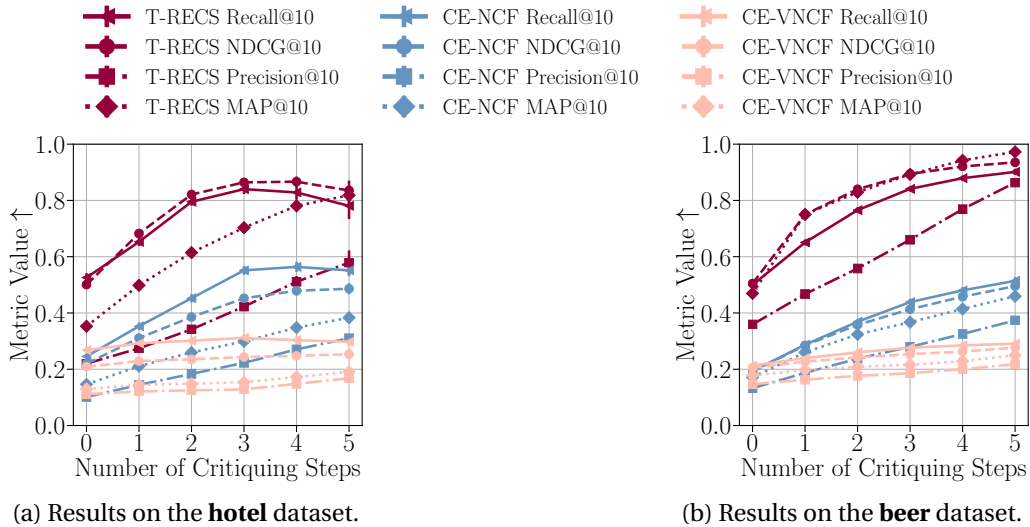 T-RECS Recall@10 CE-NCF Recall@10 CE-VNCF Recall@10
T-RECS NDCG@10 CE-NCF NDCG@10 CE-VNCF NDCG@10
T-RECS Precision@10 CE-NCF Precision@10 CE-VNCF Precision@10
T-RECS MAP@10 CE-NCF MAP@10 CE-VNCF MAP@10
Metric Value ↑
1.0
0.8
0.6
0.4
0.2
0.0
0 1 2 3 4 5
Number of Critiquing Steps
(a) Results on the hotel dataset.
Metric Value ↑
1.0
0.8
0.6
0.4
0.2
0.0
0 1 2 3 4 5
Number of Critiquing Steps
(b) Results on the beer dataset.